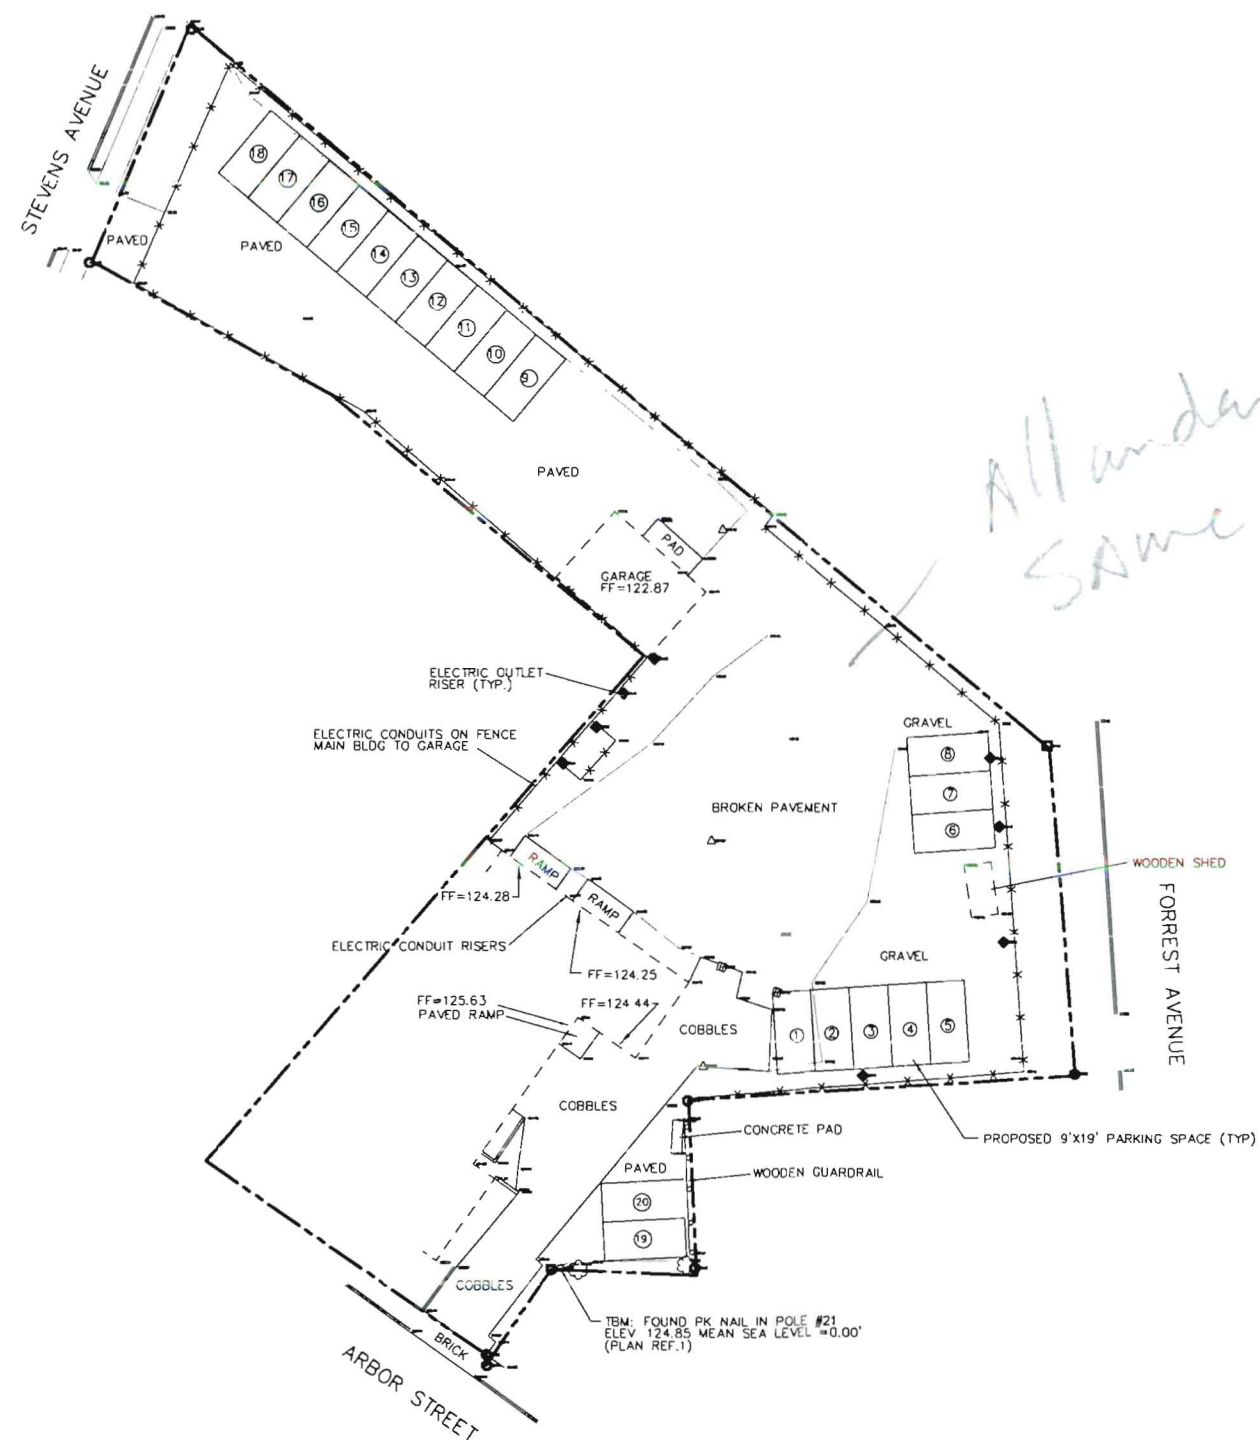 STEVENS AVENUE
PAVED
PAVED
18
17
16
15
14
13
12
11
10
9
PAVED
PAD
GARAGE
FF=122.87
All
SAME
ELECTRIC OUTLET
RISER (TYP.)
ELECTRIC CONDUITS ON FENCE
MAIN BLDG TO GARAGE
GRAVEL
8
7
6
BROKEN PAVEMENT
WOODEN SHED
FORREST AVENUE
RAMP
FF=124.28
RAMP
ELECTRIC CONDUIT RISERS
FF=124.25
GRAVEL
FF=125.63
PAVED RAMP
FF=124.44
COBBLES
1
2
3
4
5
COBBLES
CONCRETE PAD
PROPOSED 9'X19' PARKING SPACE (TYP)
PAVED
WOODEN GUARDRAIL
20
19
COBBLES
TBM: FOUND PK NAIL IN POLE #21
ELEV 124.85 MEAN SEA LEVEL =0.00'
(PLAN REF.1)
BRICK
ARBOR STREET